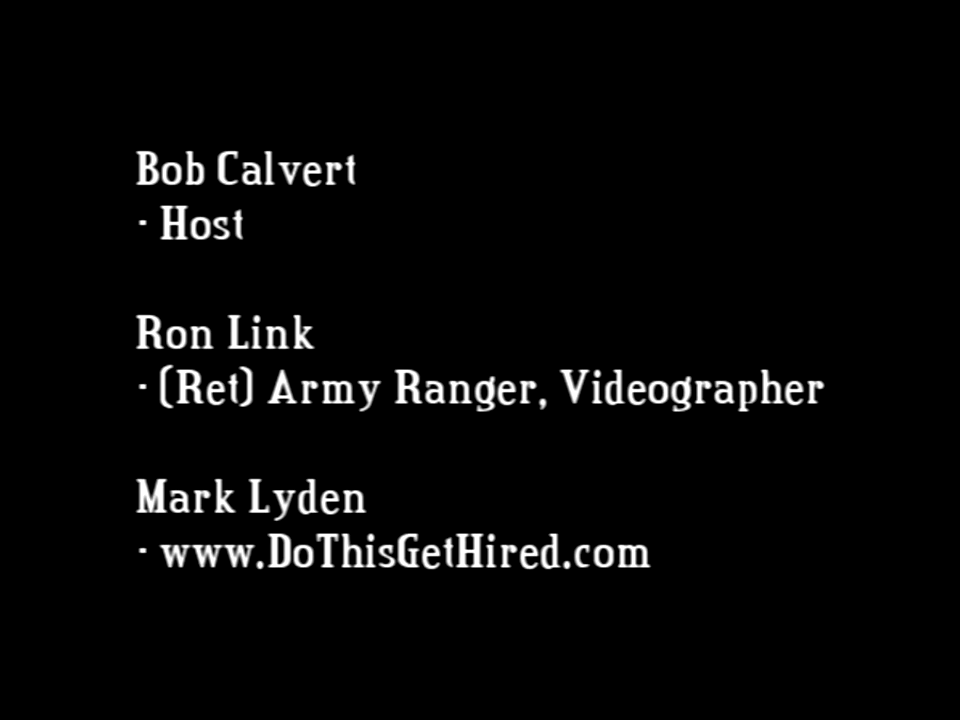 Bob Calvert
- Host
Ron Link
- (Ret) Army Ranger, Videographer
Mark Lyden
- www.DoThisGetHired.com